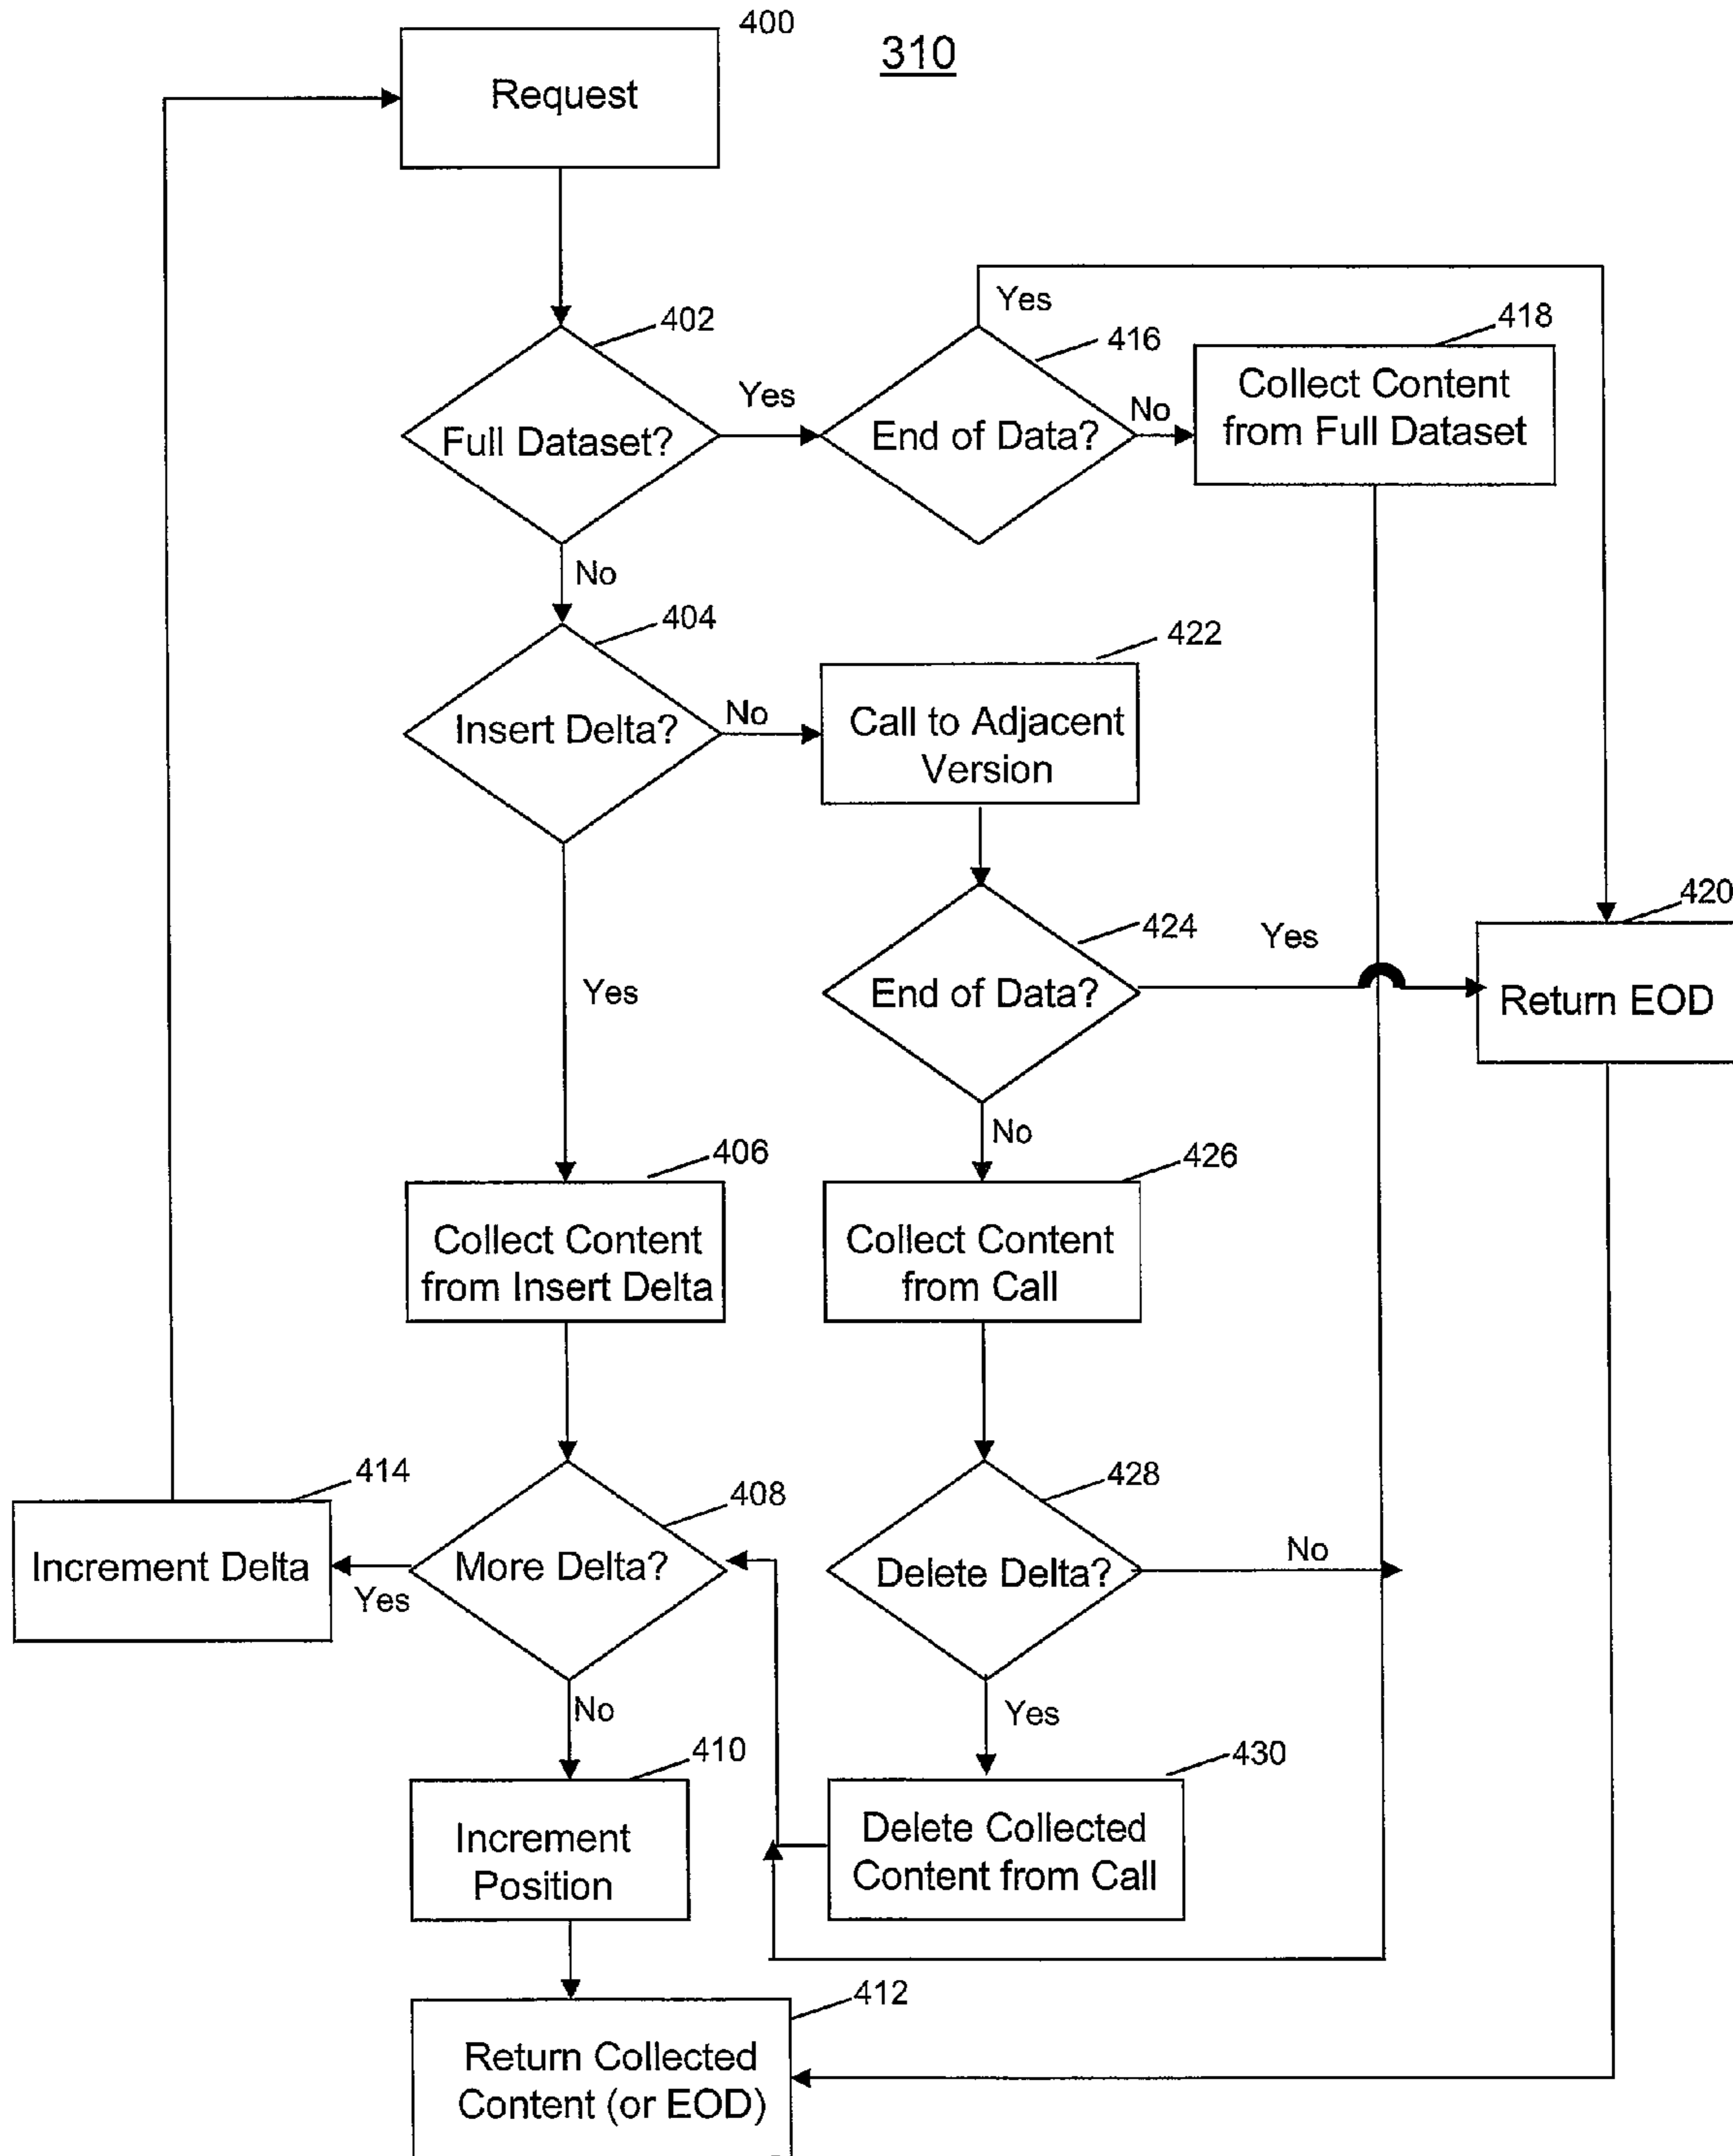 400
310
Request
402
Full Dataset?
Yes
Yes
416
End of Data?
No
418
Collect Content
from Full Dataset
No
404
Insert Delta?
No
422
Call to Adjacent
Version
Yes
424
End of Data?
Yes
420
Return EOD
No
406
Collect Content
from Insert Delta
426
Collect Content
from Call
414
Increment Delta
Yes
408
More Delta?
428
Delete Delta?
No
No
Yes
410
Increment
Position
430
Delete Collected
Content from Call
412
Return Collected
Content (or EOD)